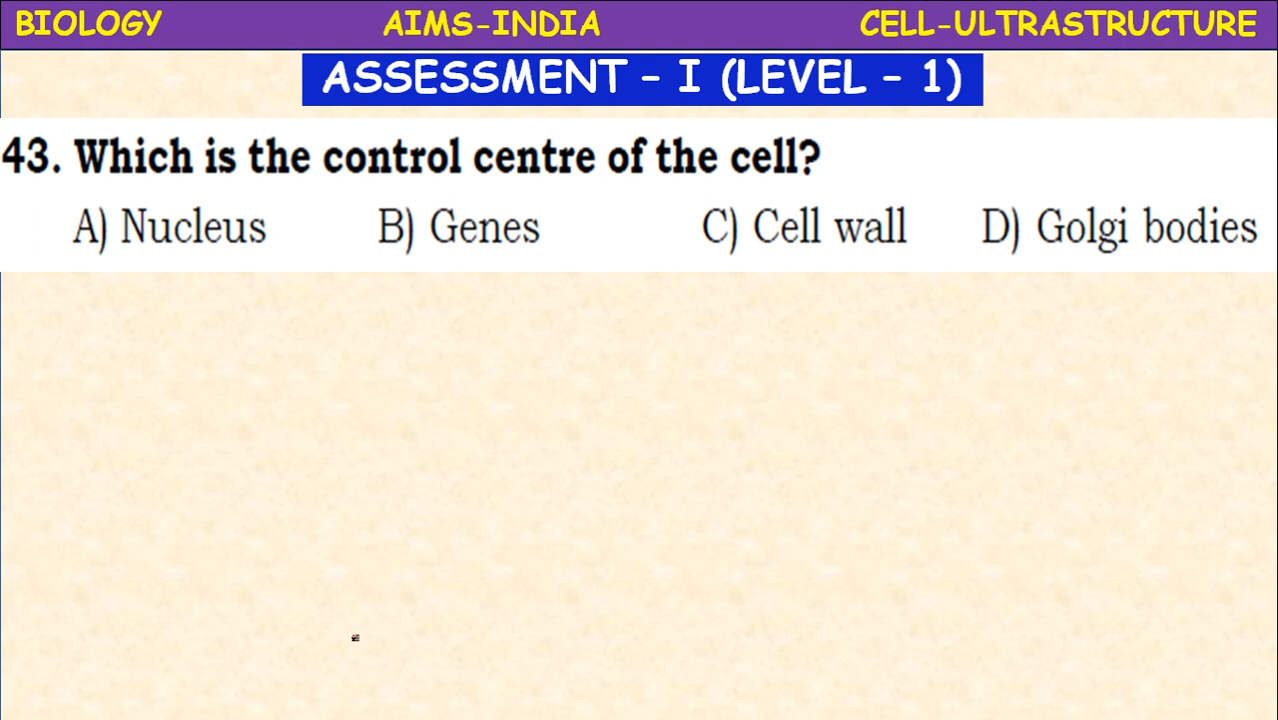 BIOLOGY AIMS-INDIA CELL-ULTRASTRUCTURE
ASSESSMENT – I (LEVEL – 1)
43. Which is the control centre of the cell?
A) Nucleus B) Genes C) Cell wall D) Golgi bodies